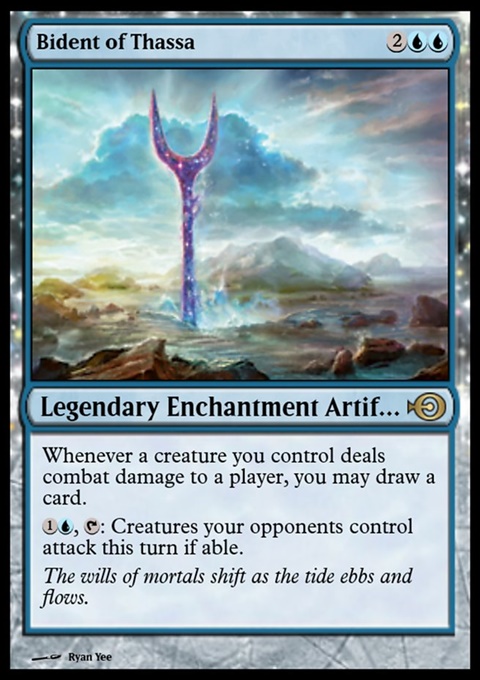 Bident of Thassa
2
Legendary Enchantment Artif...
Whenever a creature you control deals
combat damage to a player, you may draw a
card.
1, : Creatures your opponents control
attack this turn if able.
The wills of mortals shift as the tide ebbs and
flows.
Ryan Yee